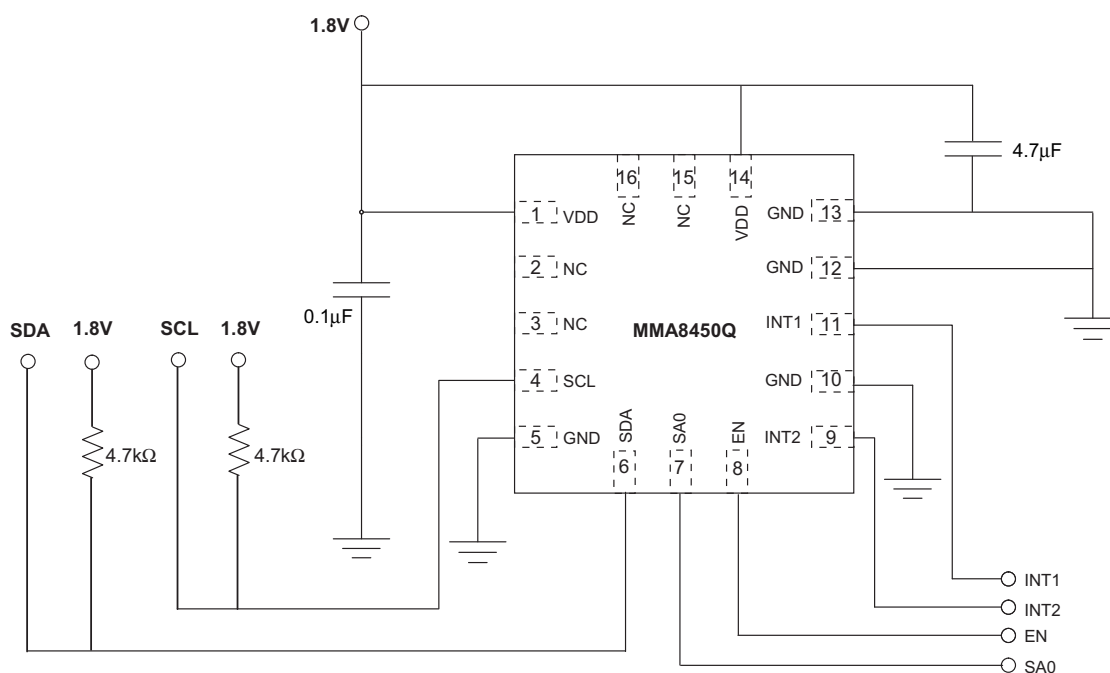 1.8V
4.7μF
16 15 14
NC NC VDD
1 VDD
GND 13
2 NC
GND 12
0.1μF
3 NC
MMA8450Q
INT1 11
SDA 1.8V SCL 1.8V
4 SCL
GND 10
5 GND
SDA SA0 EN
INT2 9
6 7 8
4.7kΩ
4.7kΩ
INT1
INT2
EN
SA0